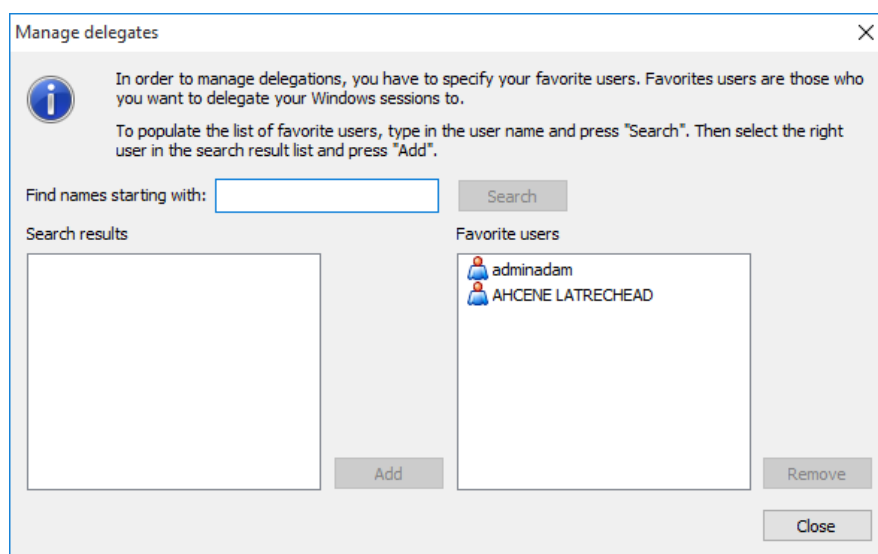 Manage delegates
In order to manage delegations, you have to specify your favorite users. Favorites users are those who
you want to delegate your Windows sessions to.
To populate the list of favorite users, type in the user name and press "Search". Then select the right
user in the search result list and press "Add".
Find names starting with:
Search
Search results
Favorite users
adminadam
AHCENE LATRECHEAD
Add
Remove
Close